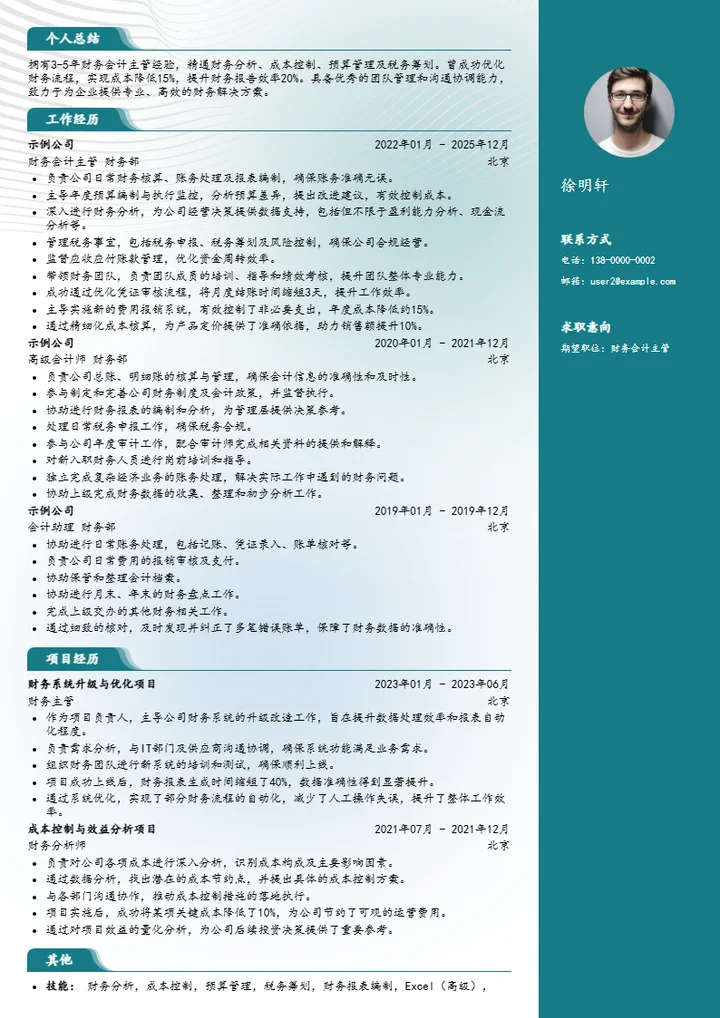 个人总结
拥有3-5年财务会计主管经验，精通财务分析、成本控制、预算管理及税务筹划。曾成功优化
财务流程，实现成本降低15%，提升财务报告效率20%。具备优秀的团队管理和沟通协调能力，
致力于为企业提供专业、高效的财务解决方案。
工作经历
示例公司 2022年01月 - 2025年12月
财务会计主管 财务部 北京
• 负责公司日常财务核算、账务处理及报表编制，确保账务准确无误。
• 主导年度预算编制与执行监控，分析预算差异，提出改进建议，有效控制成本。
• 深入进行财务分析，为公司经营决策提供数据支持，包括但不限于盈利能力分析、现金流
分析等。
• 管理税务事宜，包括税务申报、税务筹划及风险控制，确保公司合规经营。
• 监督应收应付账款管理，优化资金周转效率。
• 带领财务团队，负责团队成员的培训、指导和绩效考核，提升团队整体专业能力。
• 成功通过优化凭证审核流程，将月度结账时间缩短3天，提升工作效率。
• 主导实施新的费用报销系统，有效控制了非必要支出，年度成本降低约15%。
• 通过精细化成本核算，为产品定价提供了准确依据，助力销售额提升10%。
示例公司 2020年01月 - 2021年12月
高级会计师 财务部 北京
• 负责公司总账、明细账的核算与管理，确保会计信息的准确性和及时性。
• 参与制定和完善公司财务制度及会计政策，并监督执行。
• 协助进行财务报表的编制和分析，为管理层提供决策参考。
• 处理日常税务申报工作，确保税务合规。
• 参与公司年度审计工作，配合审计师完成相关资料的提供和解释。
• 对新入职财务人员进行岗前培训和指导。
• 独立完成复杂经济业务的账务处理，解决实际工作中遇到的财务问题。
• 协助上级完成财务数据的收集、整理和初步分析工作。
示例公司 2019年01月 - 2019年12月
会计助理 财务部 北京
• 协助进行日常账务处理，包括记账、凭证录入、账单核对等。
• 负责公司日常费用的报销审核及支付。
• 协助保管和整理会计档案。
• 协助进行月末、年末的财务盘点工作。
• 完成上级交办的其他财务相关工作。
• 通过细致的核对，及时发现并纠正了多笔错误账单，保障了财务数据的准确性。
项目经历
财务系统升级与优化项目 2023年01月 - 2023年06月
财务主管 北京
• 作为项目负责人，主导公司财务系统的升级改造工作，旨在提升数据处理效率和报表自动
化程度。
• 负责需求分析，与IT部门及供应商沟通协调，确保系统功能满足业务需求。
• 组织财务团队进行新系统的培训和测试，确保顺利上线。
• 项目成功上线后，财务报表生成时间缩短了40%，数据准确性得到显著提升。
• 通过系统优化，实现了部分财务流程的自动化，减少了人工操作失误，提升了整体工作效
率。
成本控制与效益分析项目 2021年07月 - 2021年12月
财务分析师 北京
• 负责对公司各项成本进行深入分析，识别成本构成及主要影响因素。
• 通过数据分析，找出潜在的成本节约点，并提出具体的成本控制方案。
• 与各部门沟通协作，推动成本控制措施的落地执行。
• 项目实施后，成功将某项关键成本降低了10%，为公司节约了可观的运营费用。
• 通过对项目效益的量化分析，为公司后续投资决策提供了重要参考。
其他
• 技能： 财务分析，成本控制，预算管理，税务筹划，财务报表编制，Excel（高级），
徐明轩
联系方式
电话：138-0000-0002
邮箱：user2@example.com
求职意向
期望职位：财务会计主管